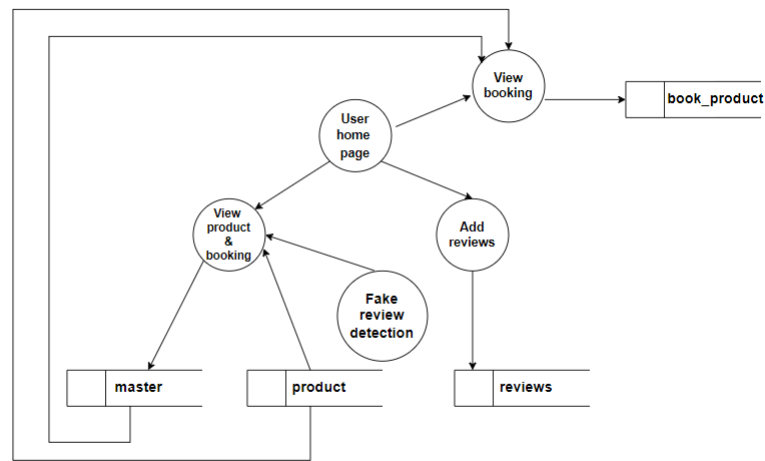 View
booking
book_product
User
home
page
View
product
&
booking
Add
reviews
Fake
review
detection
master
product
reviews